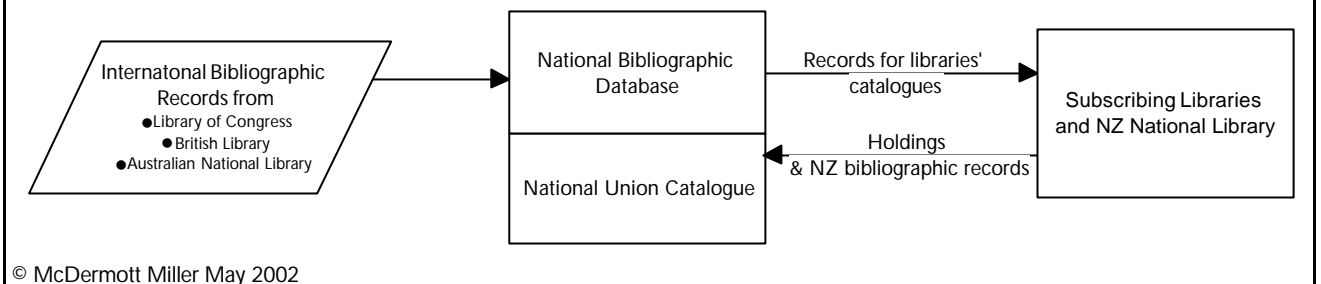 Internatonal Bibliographic
Records from
●Library of Congress
●British Library
●Australian National Library
National Bibliographic
Database
National Union Catalogue
Records for libraries'
catalogues
Holdings
& NZ bibliographic records
Subscribing Libraries
and NZ National Library
© McDermott Miller May 2002